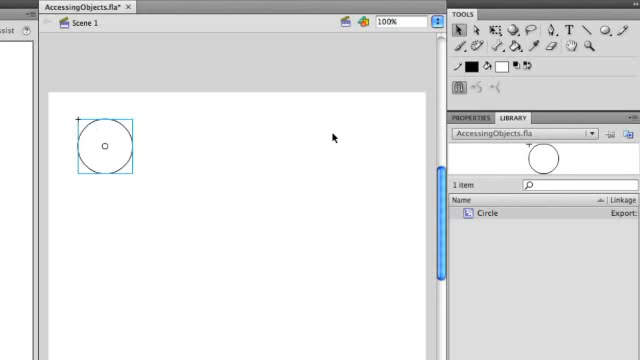 AccessingObjects.fla*
ssist
Scene 1
100%
TOOLS
T
PROPERTIES
LIBRARY
AccessingObjects.fla
1 item
Name
Linkage
Circle
Export: